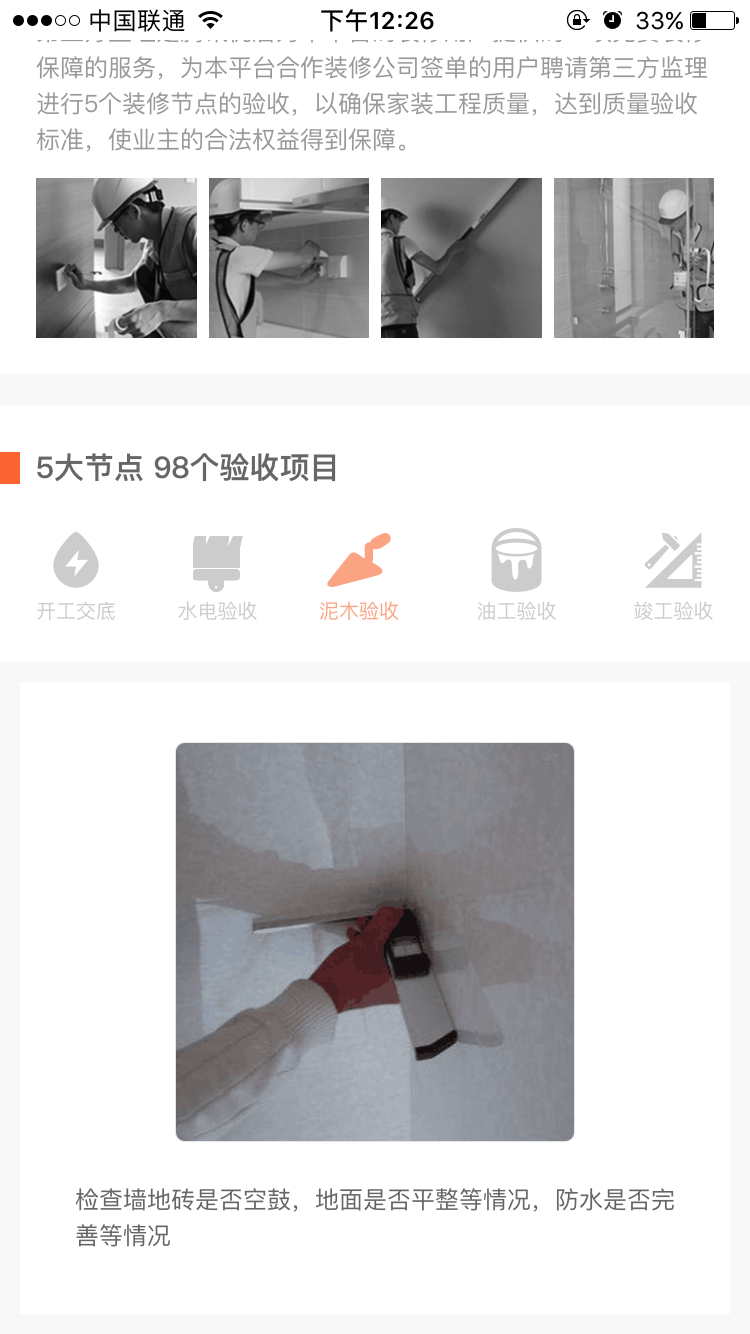 中国联通 下午12:26 33%
保障的服务，为本平台合作装修公司签单的用户聘请第三方监理
进行5个装修节点的验收，以确保家装工程质量，达到质量验收
标准，使业主的合法权益得到保障。
5大节点 98个验收项目
开工交底 水电验收 泥木验收 油工验收 竣工验收
检查墙地砖是否空鼓，地面是否平整等情况，防水是否完
善等情况